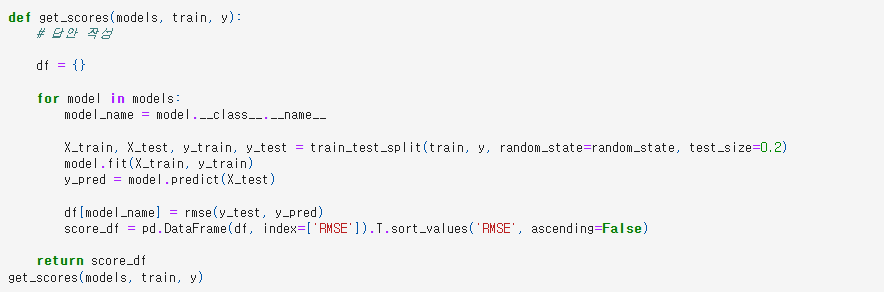 def get_scores(models, train, y):
    # 답안 작성
    df = {}
    for model in models:
        model_name = model.__class__.__name__
        X_train, X_test, y_train, y_test = train_test_split(train, y, random_state=random_state, test_size=0.2)
        model.fit(X_train, y_train)
        y_pred = model.predict(X_test)
        df[model_name] = rmse(y_test, y_pred)
        score_df = pd.DataFrame(df, index=['RMSE']).T.sort_values('RMSE', ascending=False)
    return score_df
get_scores(models, train, y)